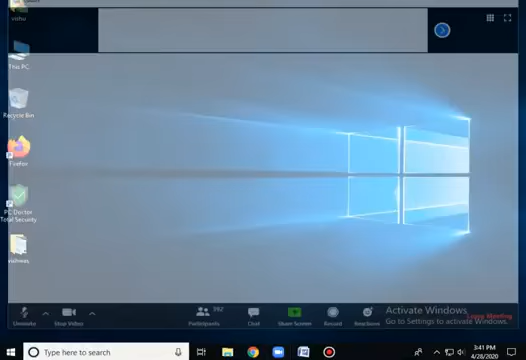 This PC
Recycle Bin
Firefox
PC Doctor
Total Security
Unmute
Stop Video
392
Participants
Chat
Share Screen
Record
Reactions
Activate Windows
Go to Settings to activate Windows.
Leave Meeting
Type here to search
3:41 PM
4/28/2020